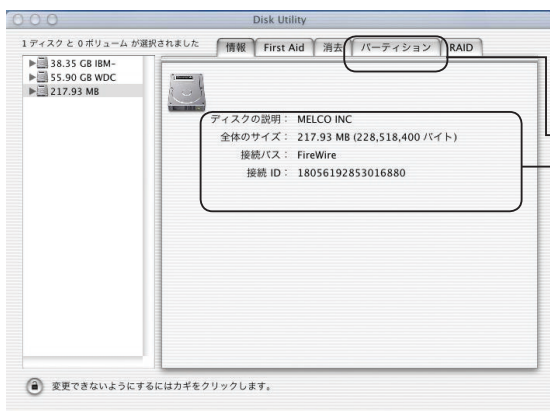 Disk Utility
1 ディスク と 0 ボリューム が選択されました
情報 First Aid 消去 パーティション RAID
38.35 GB IBM-
55.90 GB WDC
217.93 MB
ディスクの説明： MELCO INC
全体のサイズ： 217.93 MB (228,518,400 バイト)
接続バス： FireWire
接続 ID： 18056192853016880
変更できないようにするにはカギをクリックします。